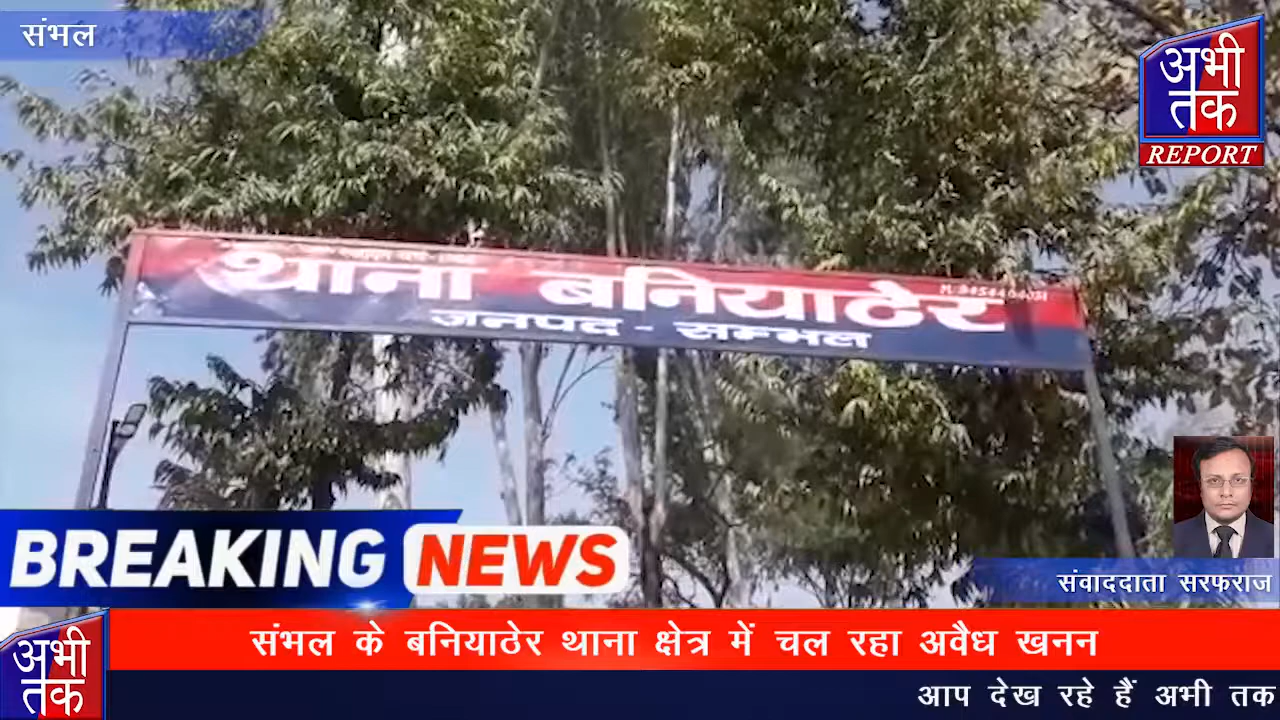 संभल
अभी
तक
REPORT
थाना बनियाठेर
जनपद - सम्भल
BREAKING NEWS
संवाददाता सरफराज
संभल के बनियाठेर थाना क्षेत्र में चल रहा अवैध खनन
अभी
तक
आप देख रहे हैं अभी तक